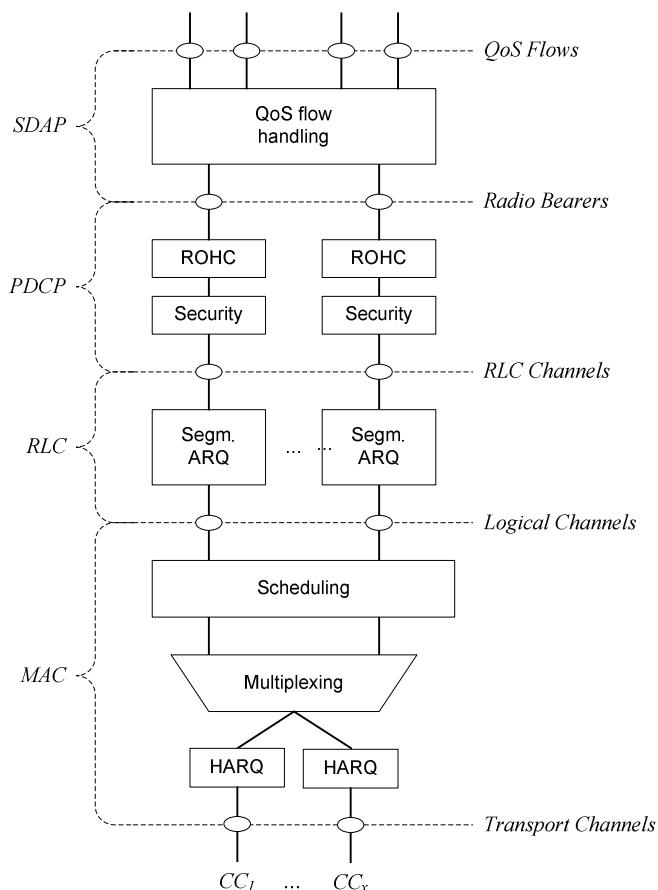 QoS Flows
QoS flow
handling
SDAP
Radio Bearers
ROHC
ROHC
PDCP
Security
Security
RLC Channels
Segm.
ARQ
... ...
Segm.
ARQ
RLC
Logical Channels
Scheduling
MAC
Multiplexing
HARQ
HARQ
Transport Channels
CC1 ... CCx